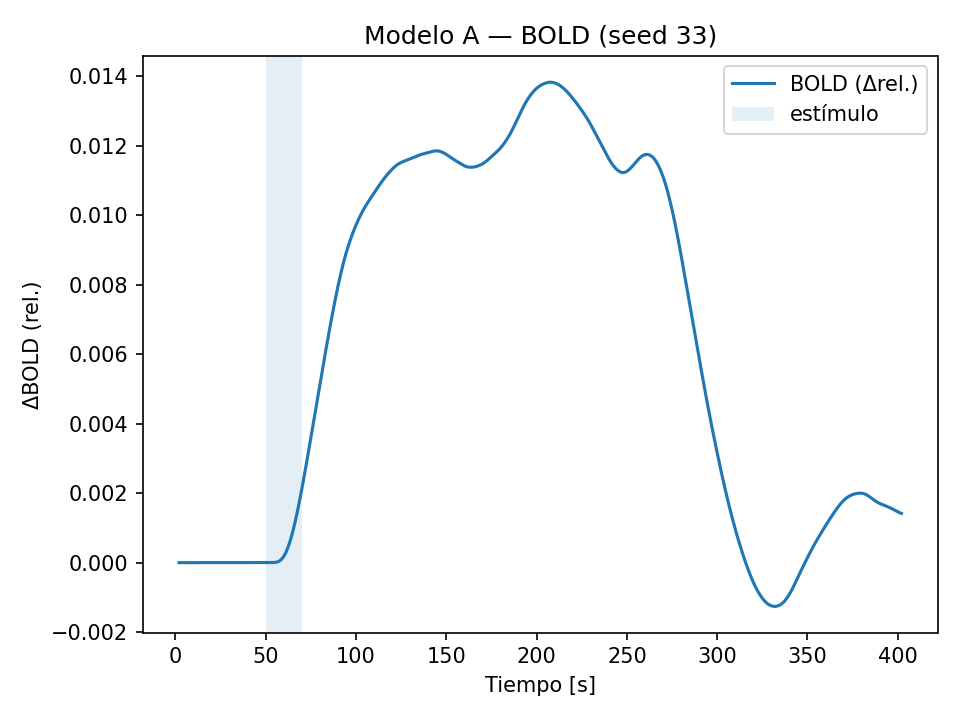 Modelo A — BOLD (seed 33)
BOLD (Δrel.)
estímulo
ΔBOLD (rel.)
0.014
0.012
0.010
0.008
0.006
0.004
0.002
0.000
−0.002
0 50 100 150 200 250 300 350 400
Tiempo [s]